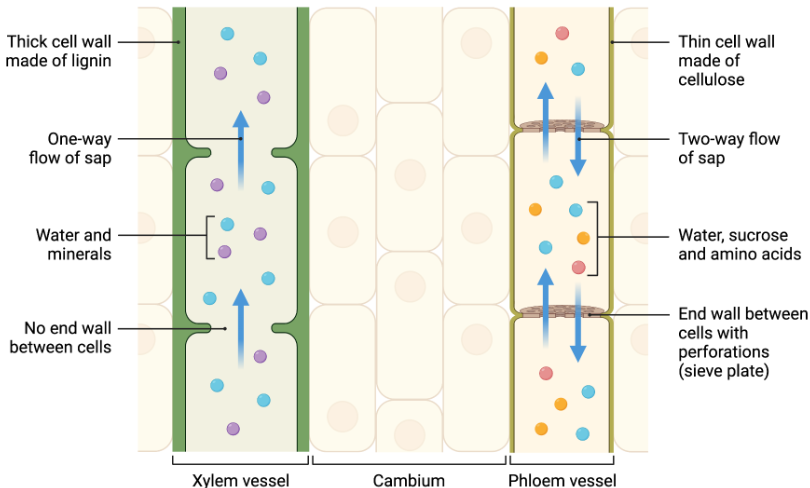 Thick cell wall
made of lignin
One-way
flow of sap
Water and
minerals
No end wall
between cells
Thin cell wall
made of
cellulose
Two-way flow
of sap
Water, sucrose
and amino acids
End wall between
cells with
perforations
(sieve plate)
Xylem vessel
Cambium
Phloem vessel